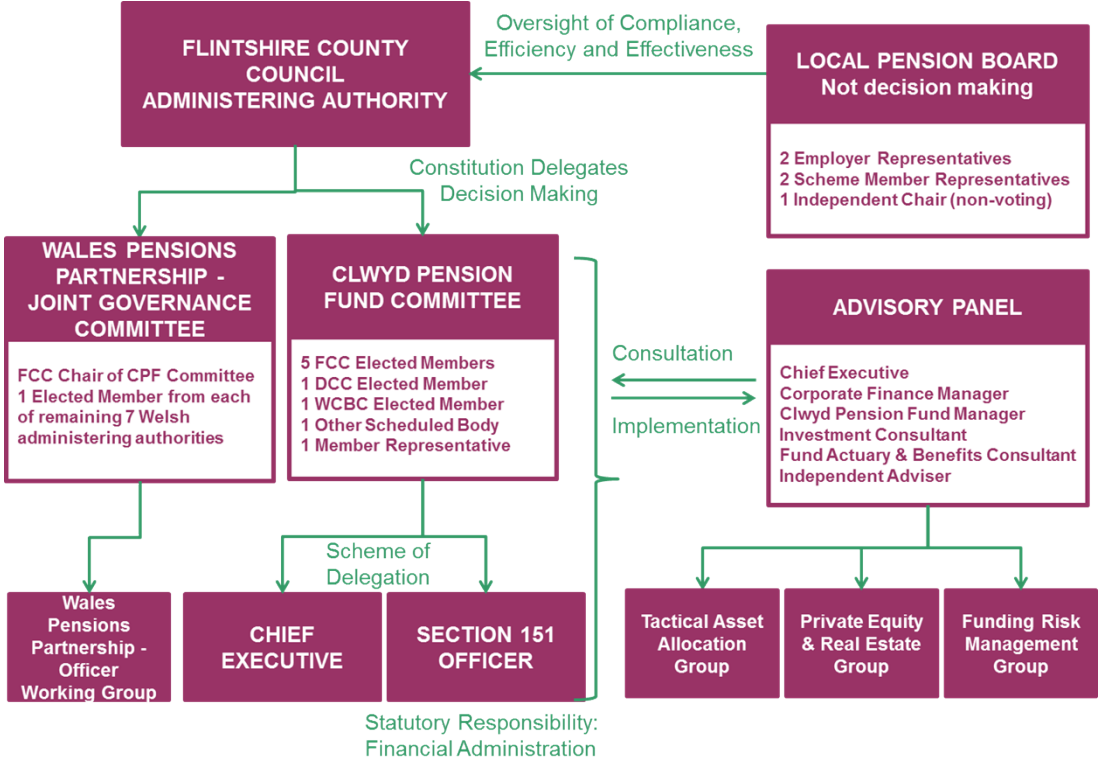 FLINTSHIRE COUNTY
COUNCIL
ADMINISTERING AUTHORITY
Oversight of Compliance,
Efficiency and Effectiveness
LOCAL PENSION BOARD
Not decision making
2 Employer Representatives
2 Scheme Member Representatives
1 Independent Chair (non-voting)
Constitution Delegates
Decision Making
WALES PENSIONS
PARTNERSHIP -
JOINT GOVERNANCE
COMMITTEE
FCC Chair of CPF Committee
1 Elected Member from each
of remaining 7 Welsh
administering authorities
CLWYD PENSION
FUND COMMITTEE
5 FCC Elected Members
1 DCC Elected Member
1 WCBC Elected Member
1 Other Scheduled Body
1 Member Representative
Consultation
Implementation
ADVISORY PANEL
Chief Executive
Corporate Finance Manager
Clwyd Pension Fund Manager
Investment Consultant
Fund Actuary & Benefits Consultant
Independent Adviser
Scheme of
Delegation
Wales
Pensions
Partnership -
Officer
Working Group
CHIEF
EXECUTIVE
SECTION 151
OFFICER
Tactical Asset
Allocation
Group
Private Equity
& Real Estate
Group
Funding Risk
Management
Group
Statutory Responsibility:
Financial Administration